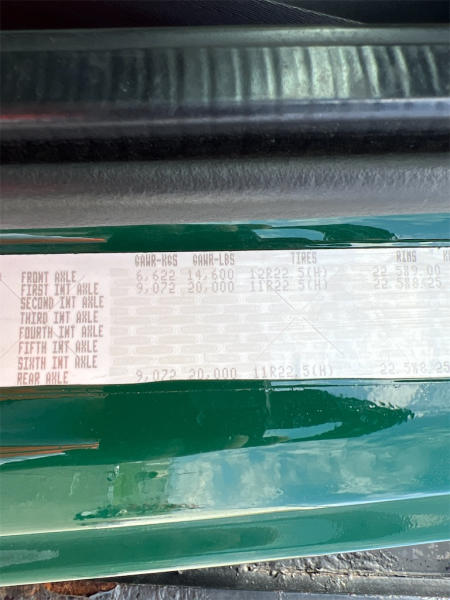 GAWR-KGS GAWR-LBS TIRES RIMS
FRONT AXLE 6,622 14,600 12R22.5(H) 22.5X9.00
FIRST INT AXLE 9,072 20,000 11R22.5(H) 22.5X8.25
SECOND INT AXLE
THIRD INT AXLE
FOURTH INT AXLE
FIFTH INT AXLE
SIXTH INT AXLE
REAR AXLE 9,072 20,000 11R22.5(H) 22.5X8.25